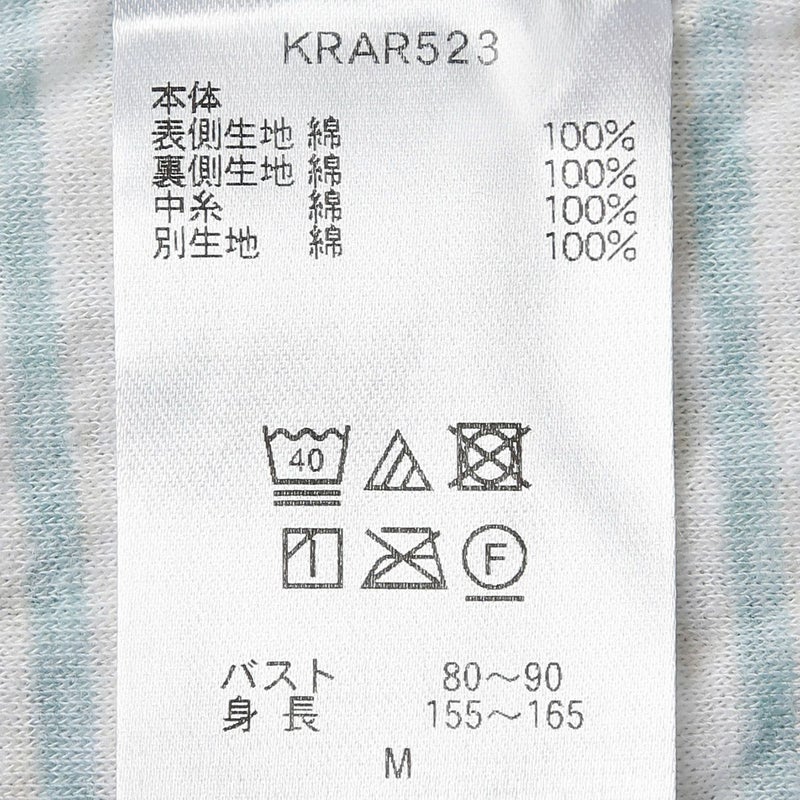 KRAR523
本体
表側生地 綿 100%
裏側生地 綿 100%
中糸 綿 100%
別生地 綿 100%
40
F
バスト 80～90
身長 155～165
M